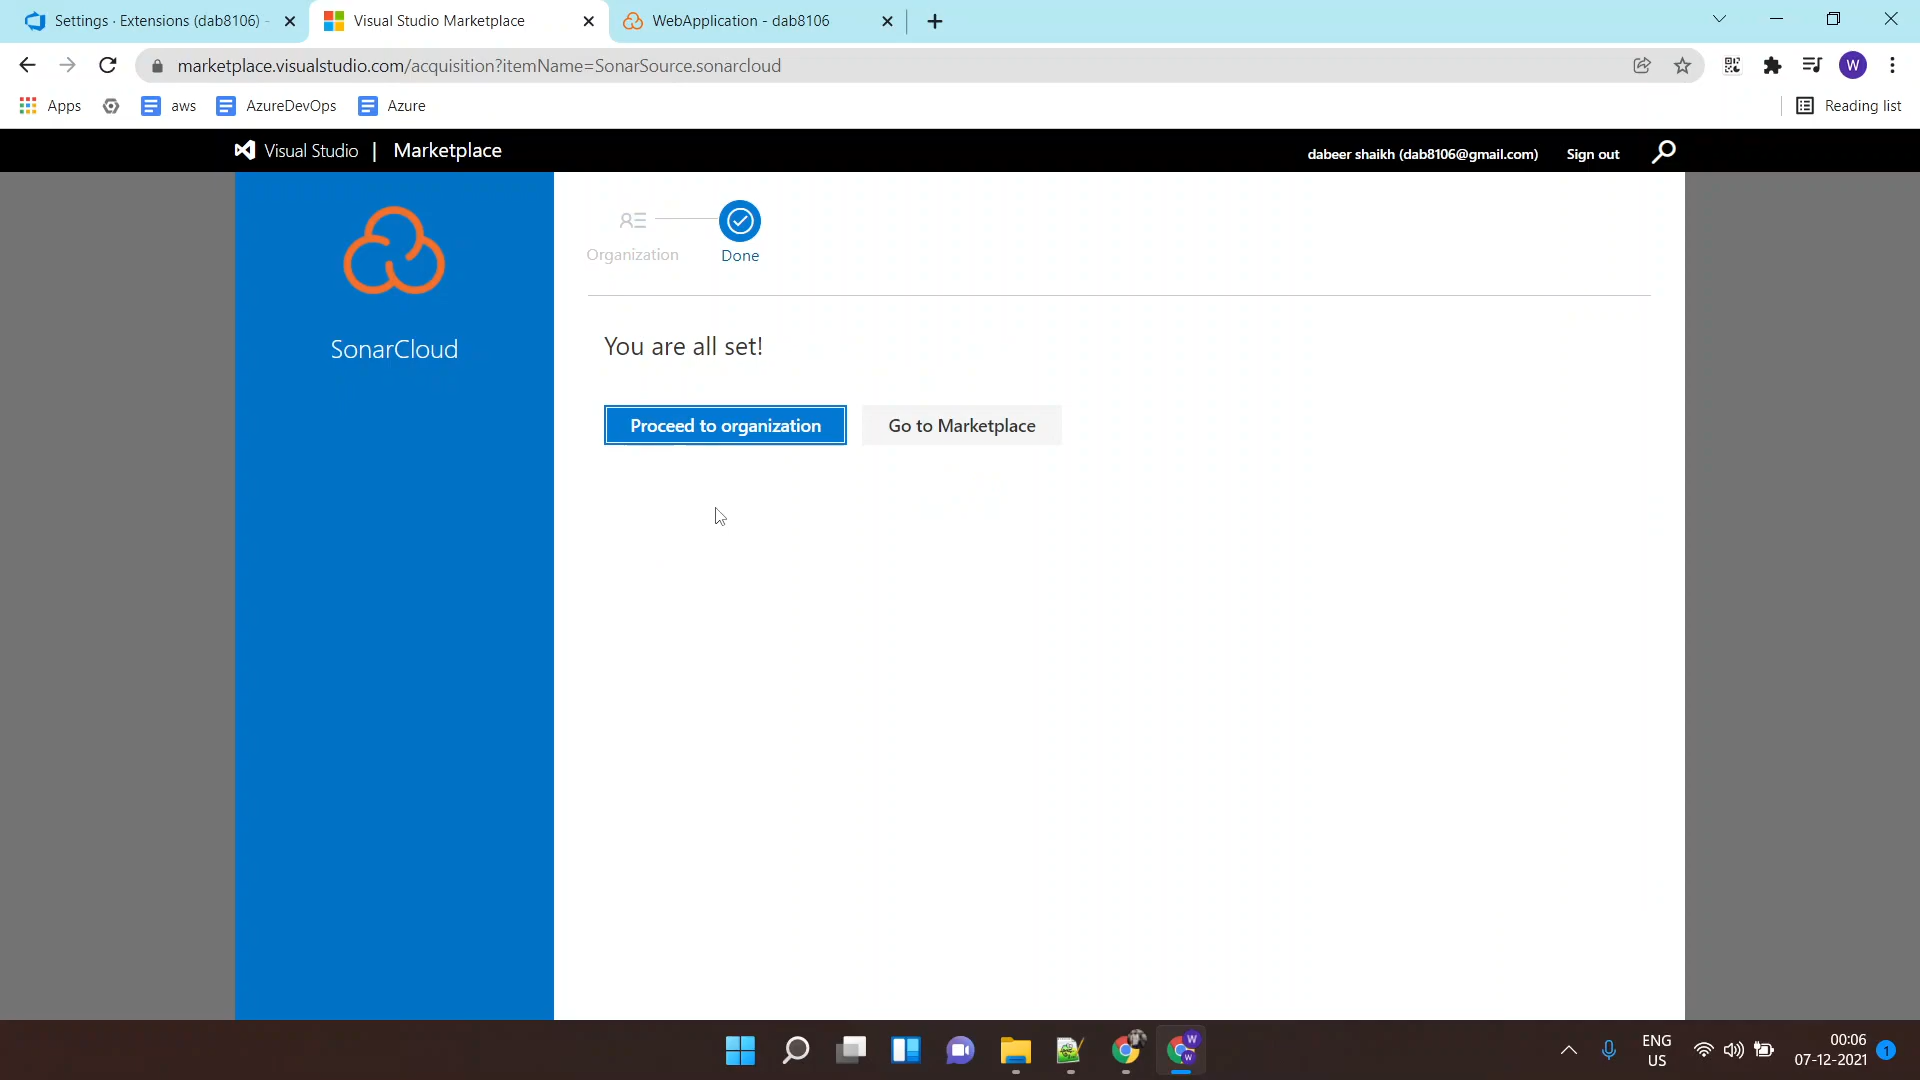 Settings · Extensions (dab8106) -
Visual Studio Marketplace
WebApplication - dab8106
marketplace.visualstudio.com/acquisition?itemName=SonarSource.sonarcloud
W
Apps
aws
AzureDevOps
Azure
Reading list
Visual Studio | Marketplace
dabeer shaikh (dab8106@gmail.com)
Sign out
Organization
Done
SonarCloud
You are all set!
Proceed to organization
Go to Marketplace
W
W
ENG
US
00:06
07-12-2021
1